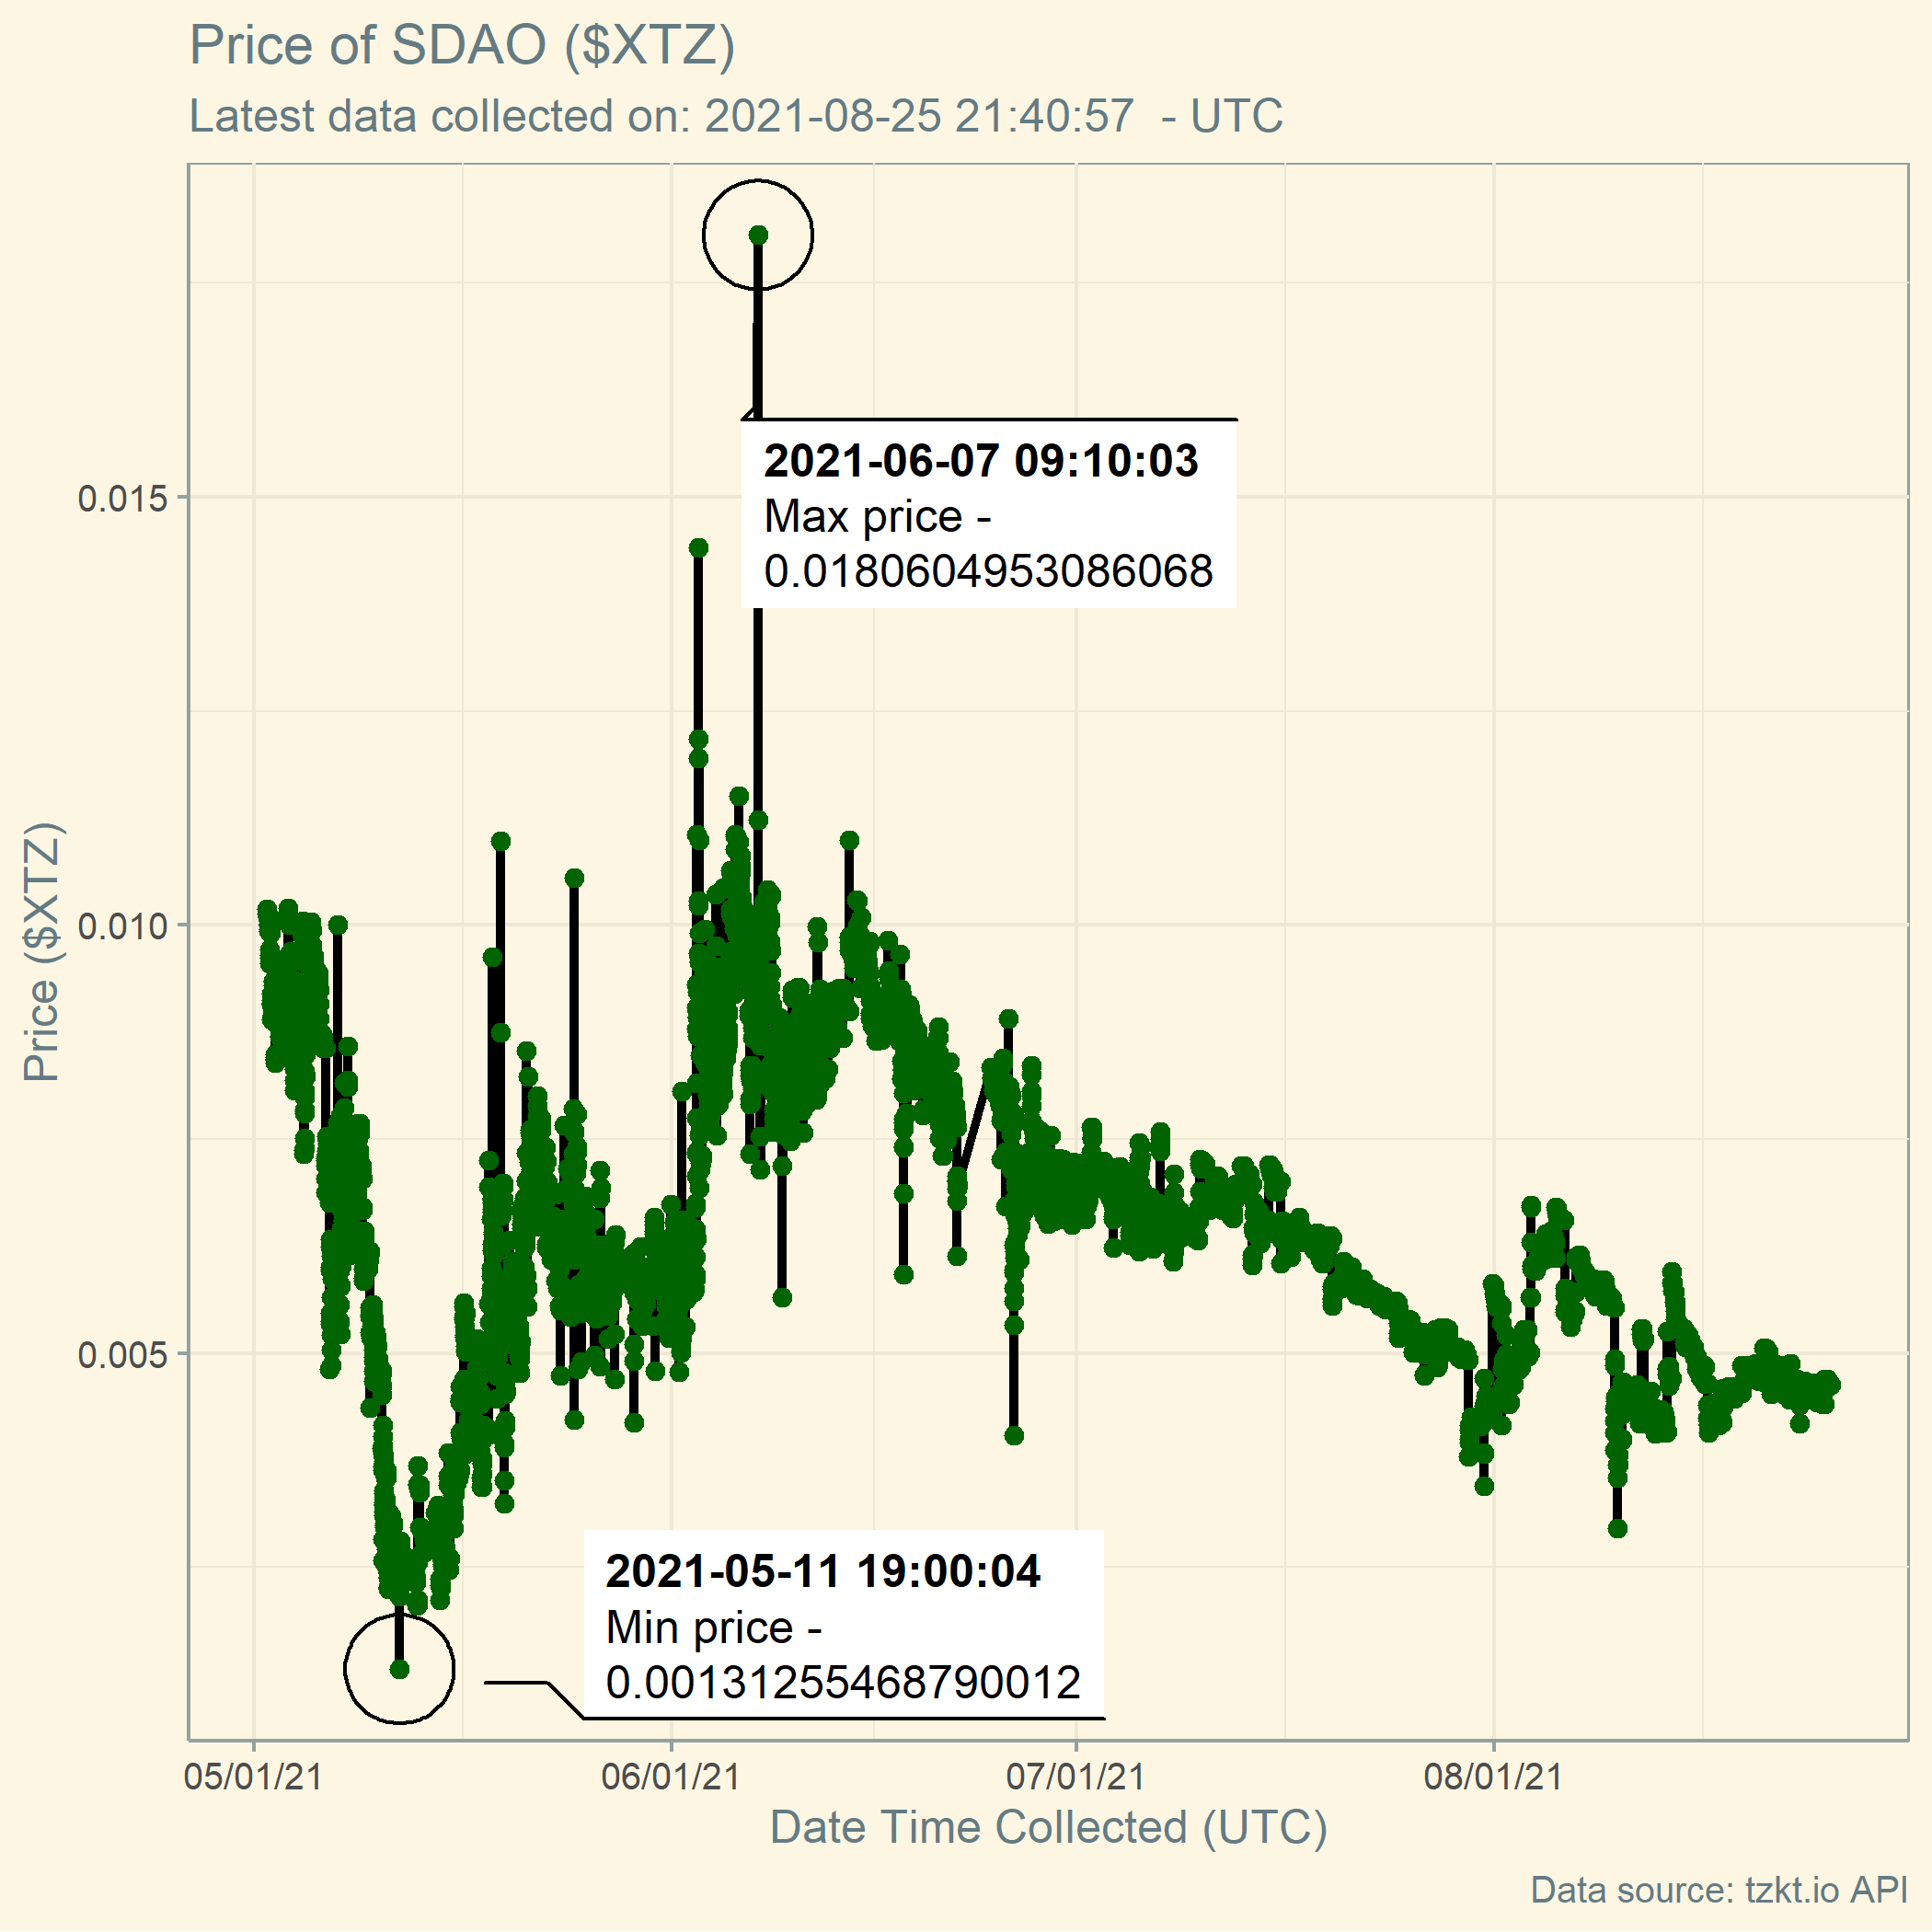 Price of SDAO ($XTZ)
Latest data collected on: 2021-08-25 21:40:57  - UTC
2021-06-07 09:10:03
Max price -
0.0180604953086068
0.015
0.010
0.005
Price ($XTZ)
2021-05-11 19:00:04
Min price -
0.00131255468790012
05/01/21
06/01/21
07/01/21
08/01/21
Date Time Collected (UTC)
Data source: tzkt.io API